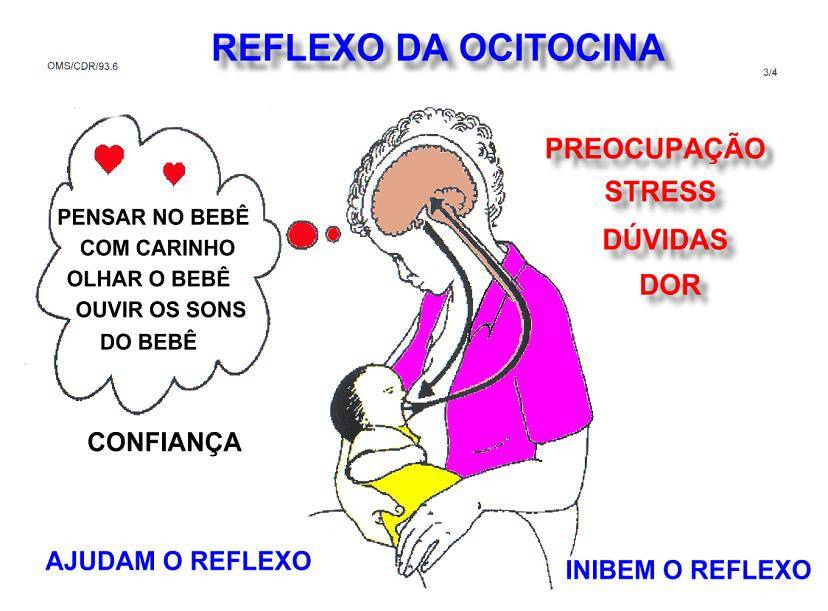 REFLEXO DA OCITOCINA
OMS/CDR/93.6
3/4
PENSAR NO BEBÊ
COM CARINHO
OLHAR O BEBÊ
OUVIR OS SONS
DO BEBÊ
CONFIANÇA
AJUDAM O REFLEXO
PREOCUPAÇÃO
STRESS
DÚVIDAS
DOR
INIBEM O REFLEXO